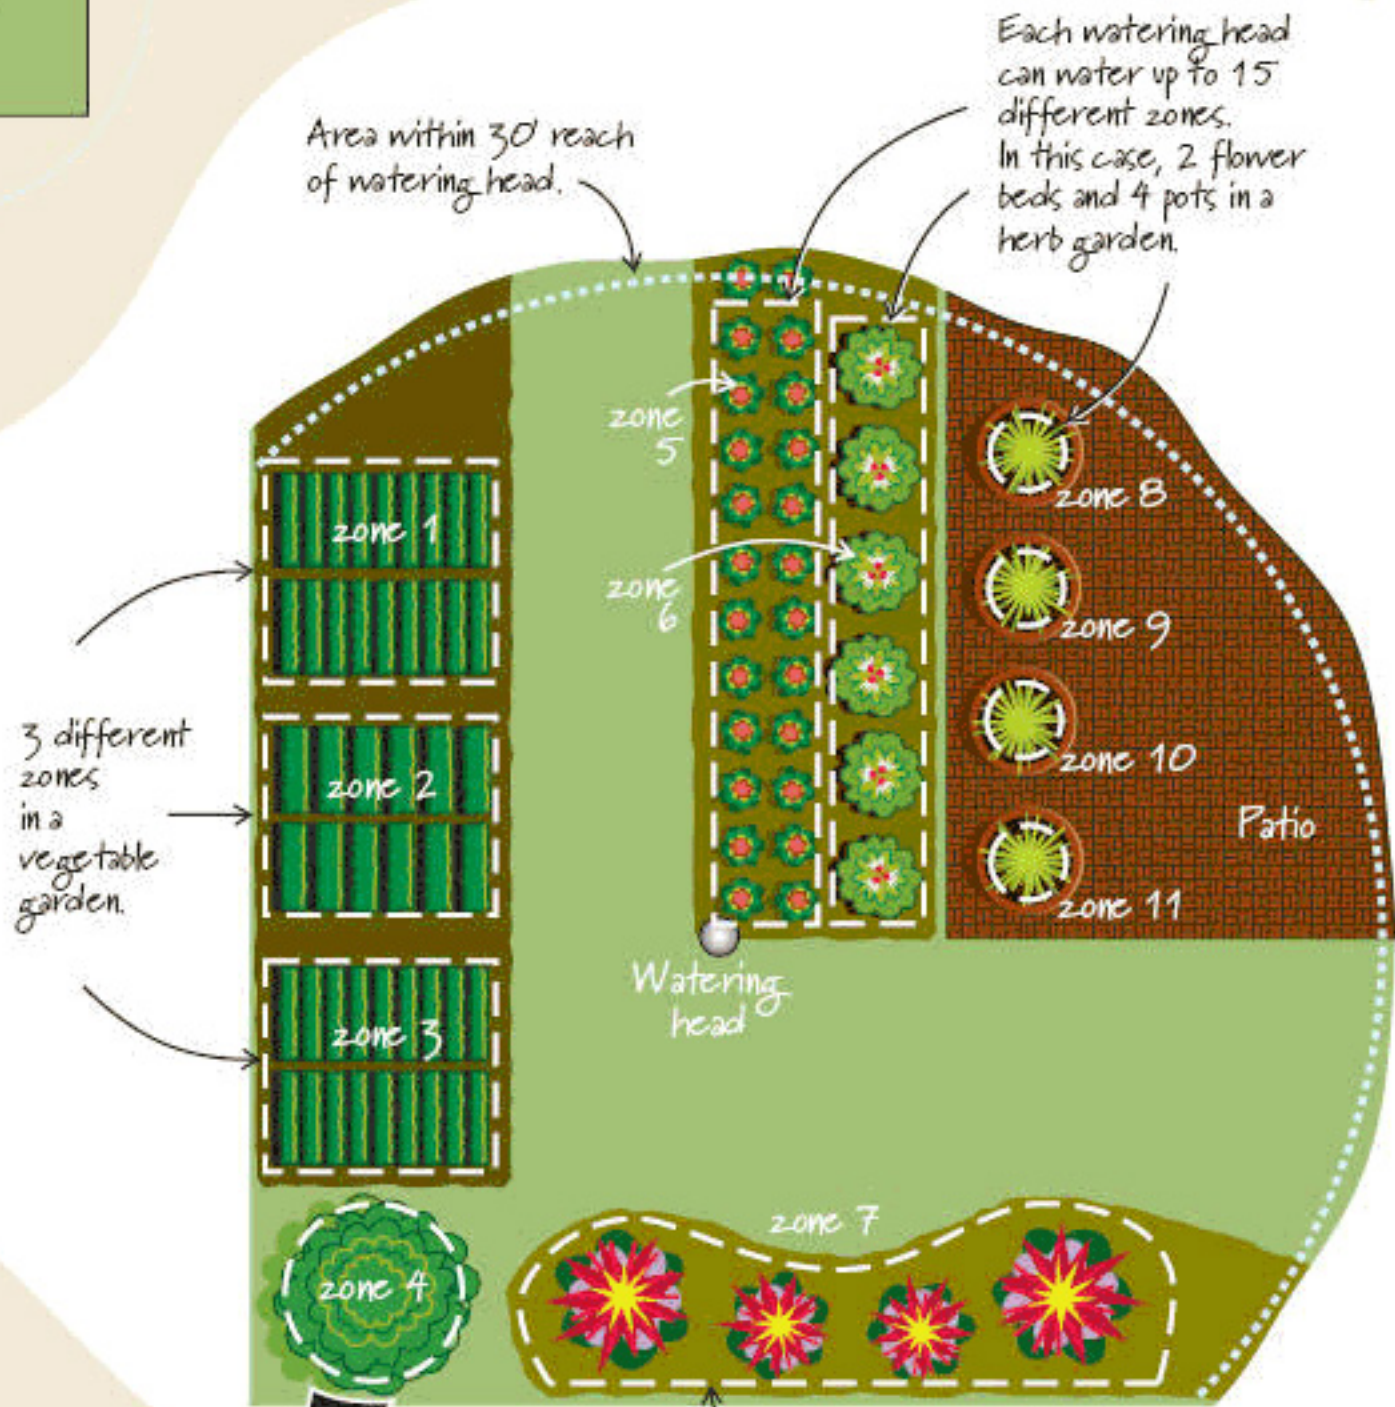 Each watering head
can water up to 15
different zones.
In this case, 2 flower
beds and 4 pots in a
herb garden.
Area within 30' reach
of watering head.
zone
5
zone 8
zone 1
zone
6
zone 9
3 different
zones
in a
vegetable
garden.
zone 2
zone 10
Patio
zone 11
Watering
head
zone 3
zone 7
zone 4